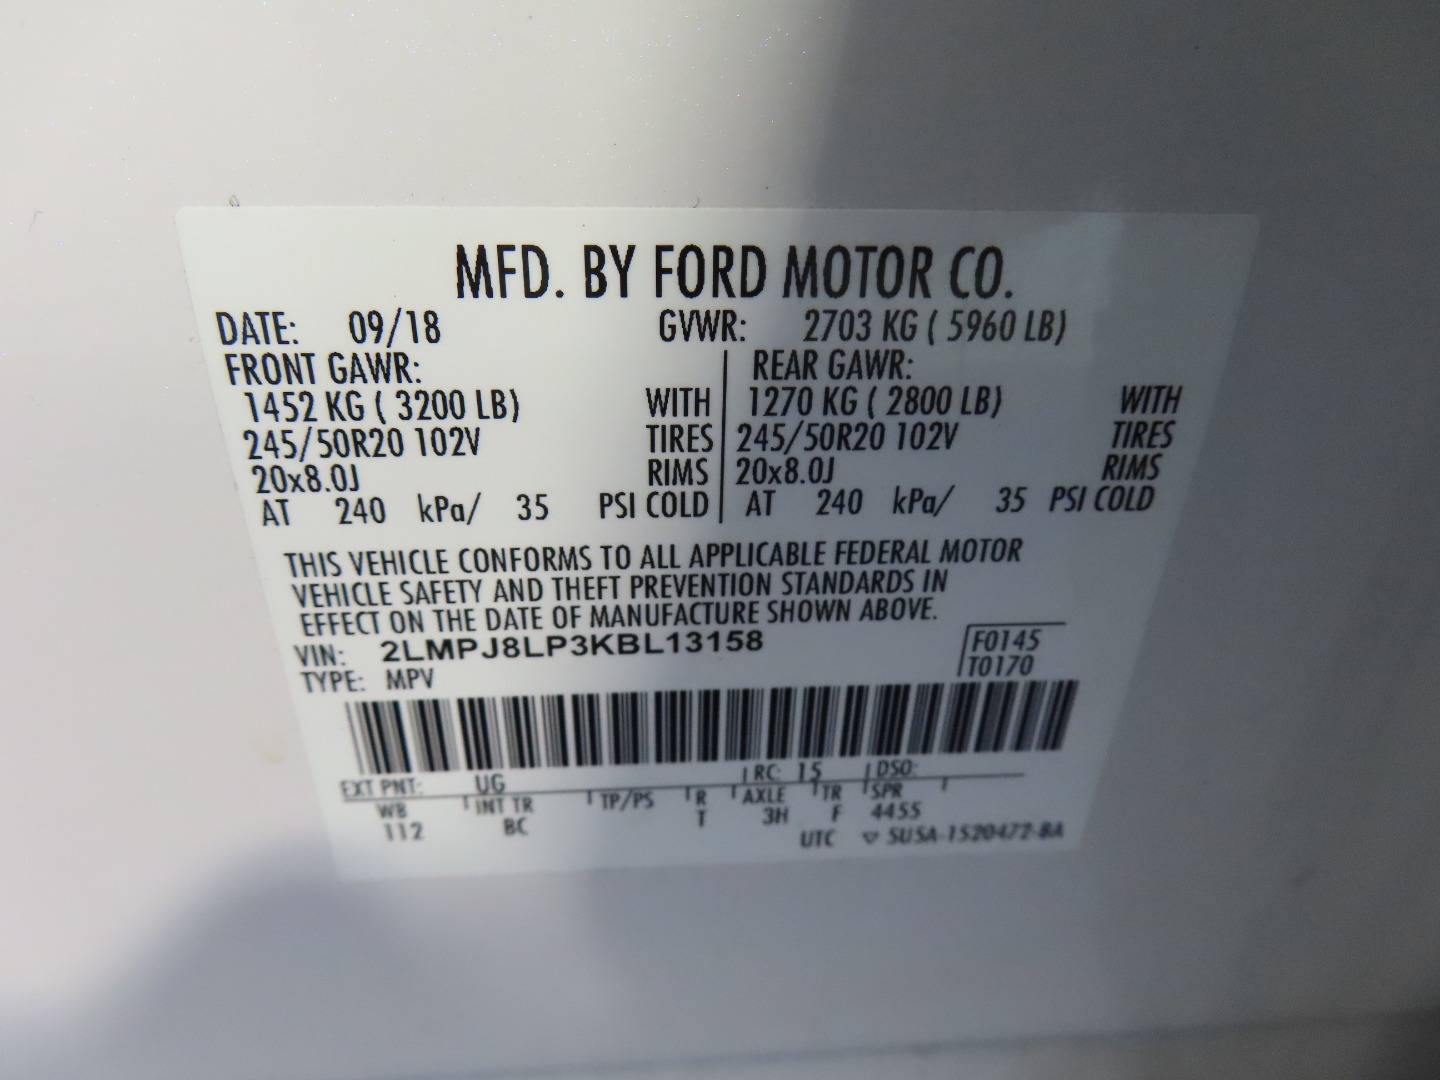 MFD. BY FORD MOTOR CO.
DATE: 09/18 GVWR: 2703 KG ( 5960 LB)
FRONT GAWR: REAR GAWR:
1452 KG ( 3200 LB) WITH 1270 KG ( 2800 LB) WITH
245/50R20 102V TIRES 245/50R20 102V TIRES
20x8.0J RIMS 20x8.0J RIMS
AT 240 kPa/ 35 PSI COLD AT 240 kPa/ 35 PSI COLD
THIS VEHICLE CONFORMS TO ALL APPLICABLE FEDERAL MOTOR
VEHICLE SAFETY AND THEFT PREVENTION STANDARDS IN
EFFECT ON THE DATE OF MANUFACTURE SHOWN ABOVE.
VIN: 2LMPJ8LP3KBL13158 F0145
TYPE: MPV T0170
EXT PNT: UG RC: 15 DSO:
WB INT TR TP/PS R AXLE TR SPR
112 BC T 3H F 4455
UTC SUSA-1520472-BA